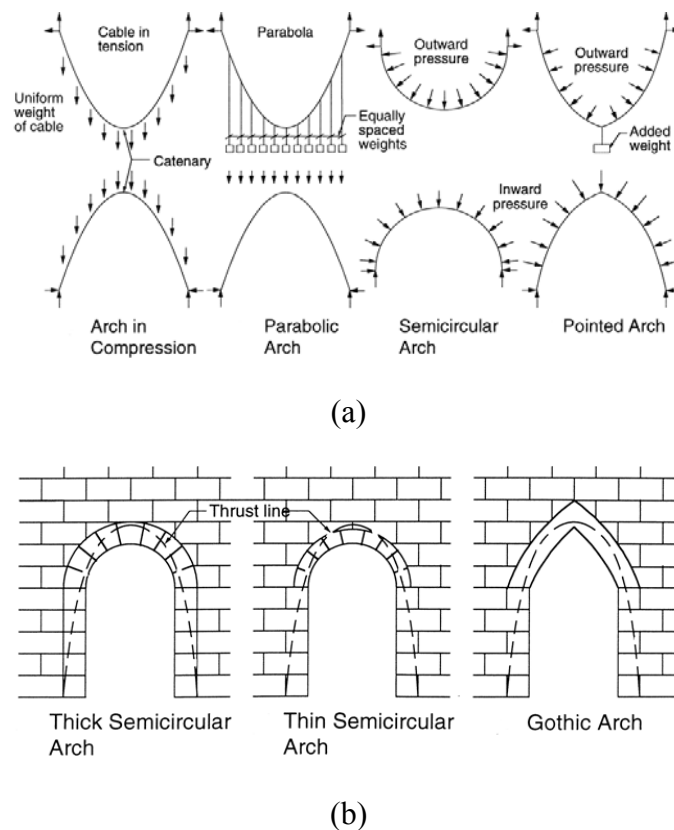 Cable in
tension
Uniform
weight
of cable
Catenary
Parabola
Equally
spaced
weights
Outward
pressure
Outward
pressure
Added
weight
Inward
pressure
Arch in
Compression
Parabolic
Arch
Semicircular
Arch
Pointed Arch
(a)
Thrust line
Thick Semicircular
Arch
Thin Semicircular
Arch
Gothic Arch
(b)